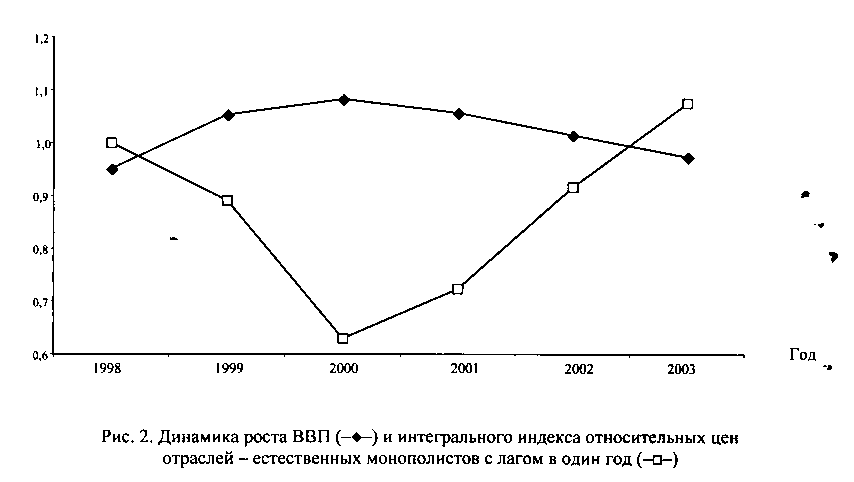 1,2
1,1
1,0
0,9
0,8
0,7
0,6
1998 1999 2000 2001 2002 2003
Год
Рис. 2. Динамика роста ВВП (–◆–) и интегрального индекса относительных цен
отраслей – естественных монополистов с лагом в один год (–□–)